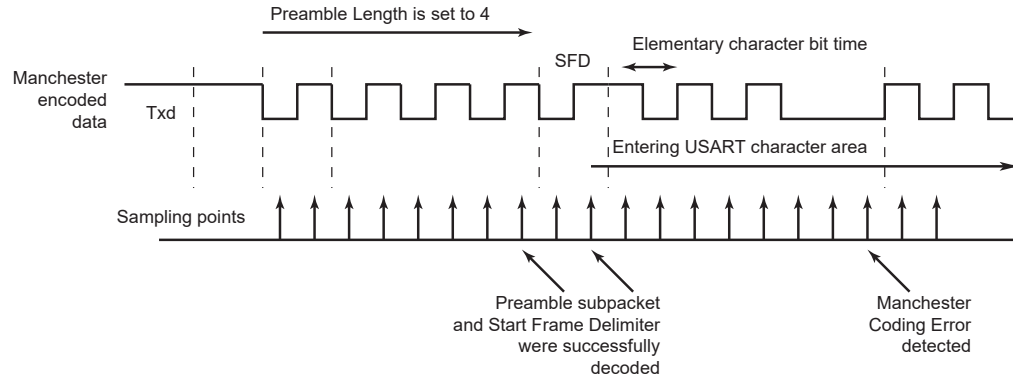 Preamble Length is set to 4
Elementary character bit time
SFD
Manchester
encoded
data
Txd
Entering USART character area
Sampling points
Preamble subpacket
and Start Frame Delimiter
were successfully
decoded
Manchester
Coding Error
detected